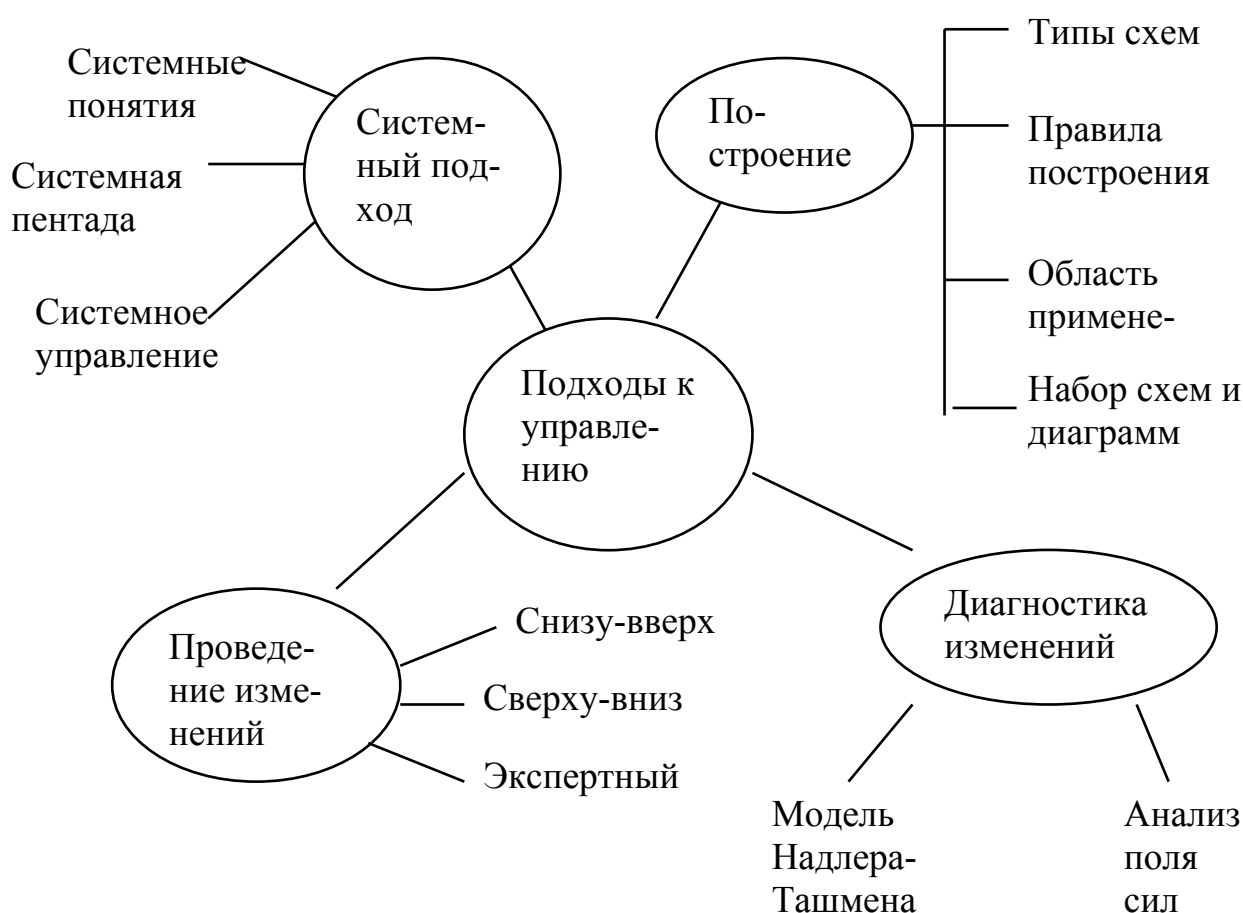 Системные
понятия
Системная
пентада
Системное
управление
Систем-
ный под-
ход
По-
строение
Типы схем
Правила
построения
Область
примене-
Набор схем и
диаграмм
Подходы к
управле-
нию
Проведе-
ние изме-
нений
Снизу-вверх
Сверху-вниз
Экспертный
Диагностика
изменений
Модель
Надлера-
Ташмена
Анализ
поля
сил